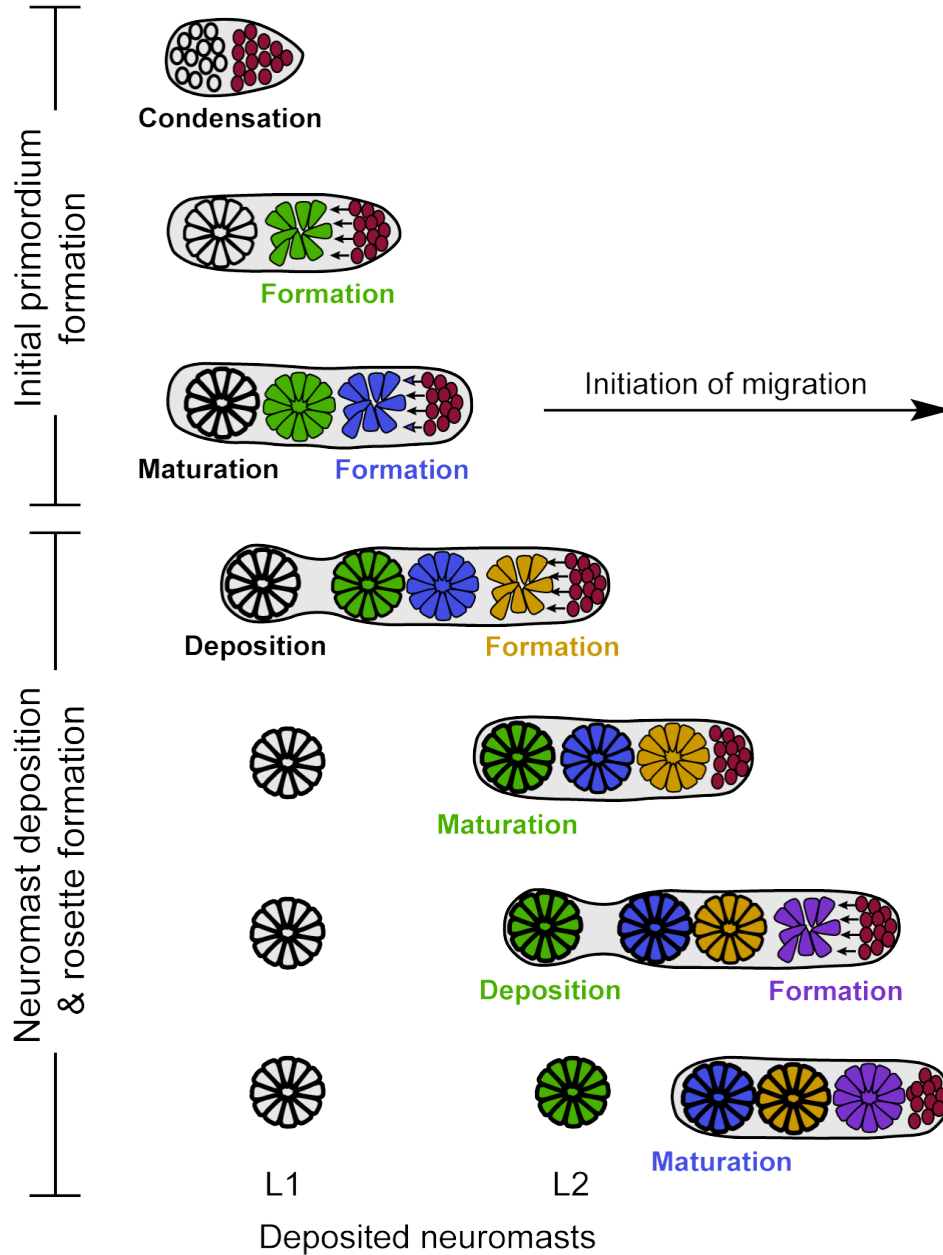 Initial primordium
formation
Condensation
Formation
Maturation
Formation
Initiation of migration
Neuromast deposition
& rosette formation
Deposition
Formation
Maturation
Deposition
Formation
Maturation
L1
L2
Deposited neuromasts